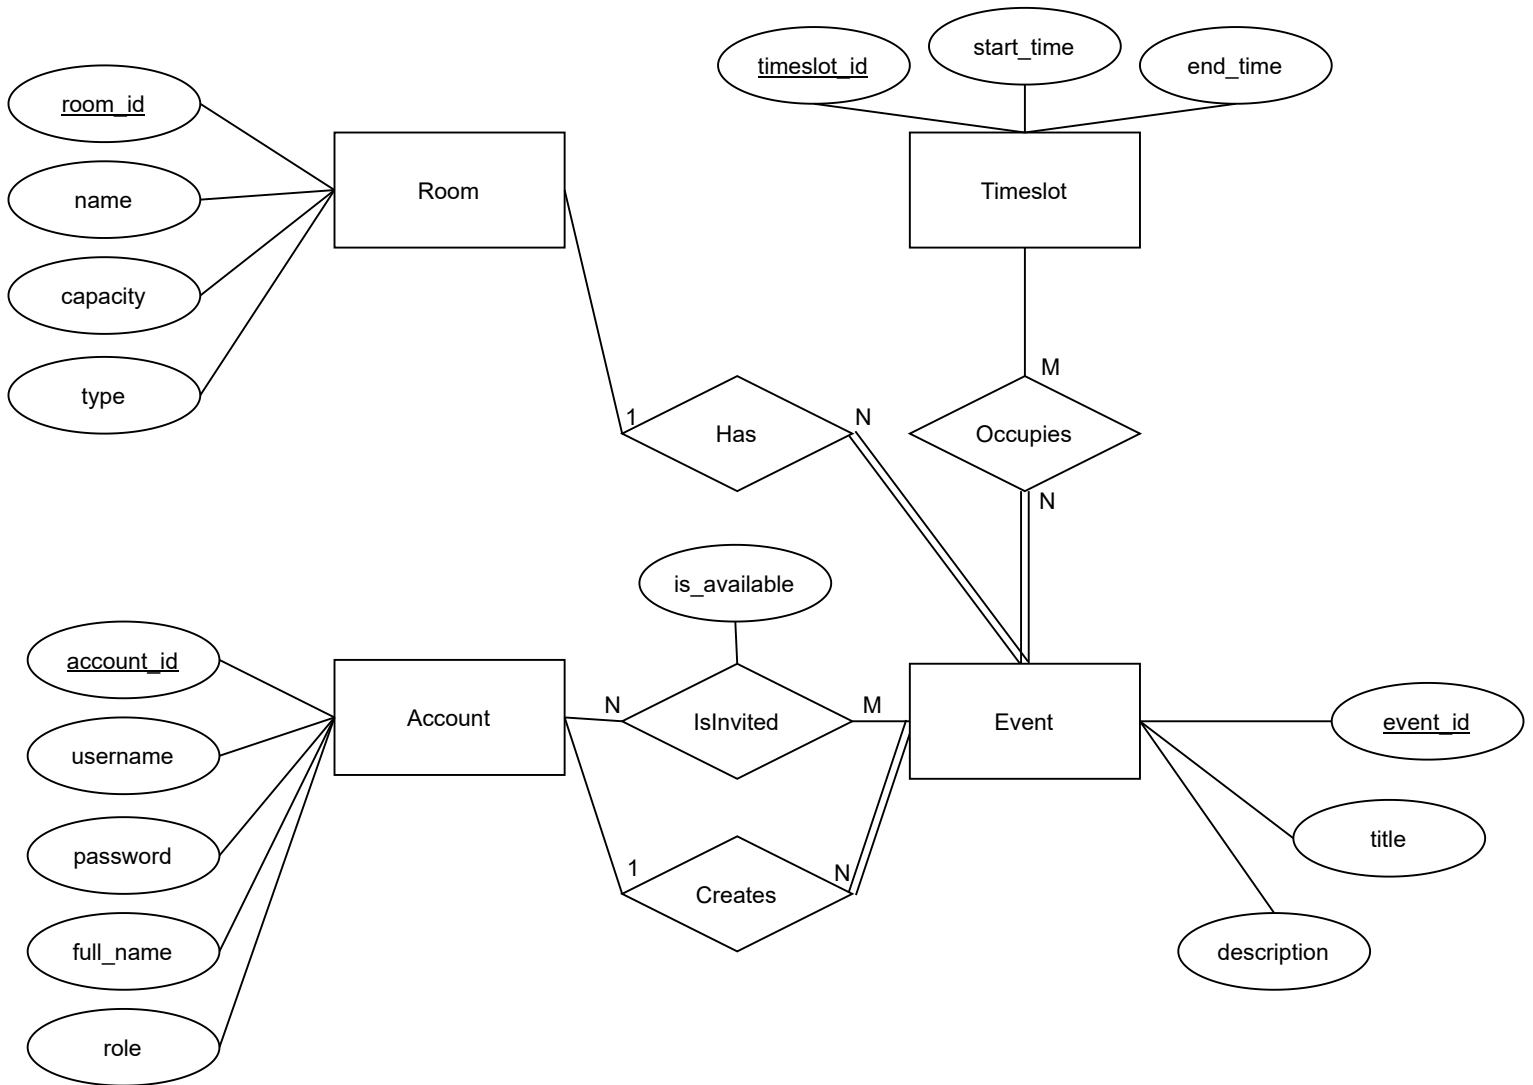 timeslot_id
start_time
end_time
room_id
name
capacity
type
Room
Timeslot
1
Has
N
M
Occupies
N
is_available
account_id
username
password
full_name
role
Account
N
IsInvited
M
Event
1
Creates
N
event_id
title
description